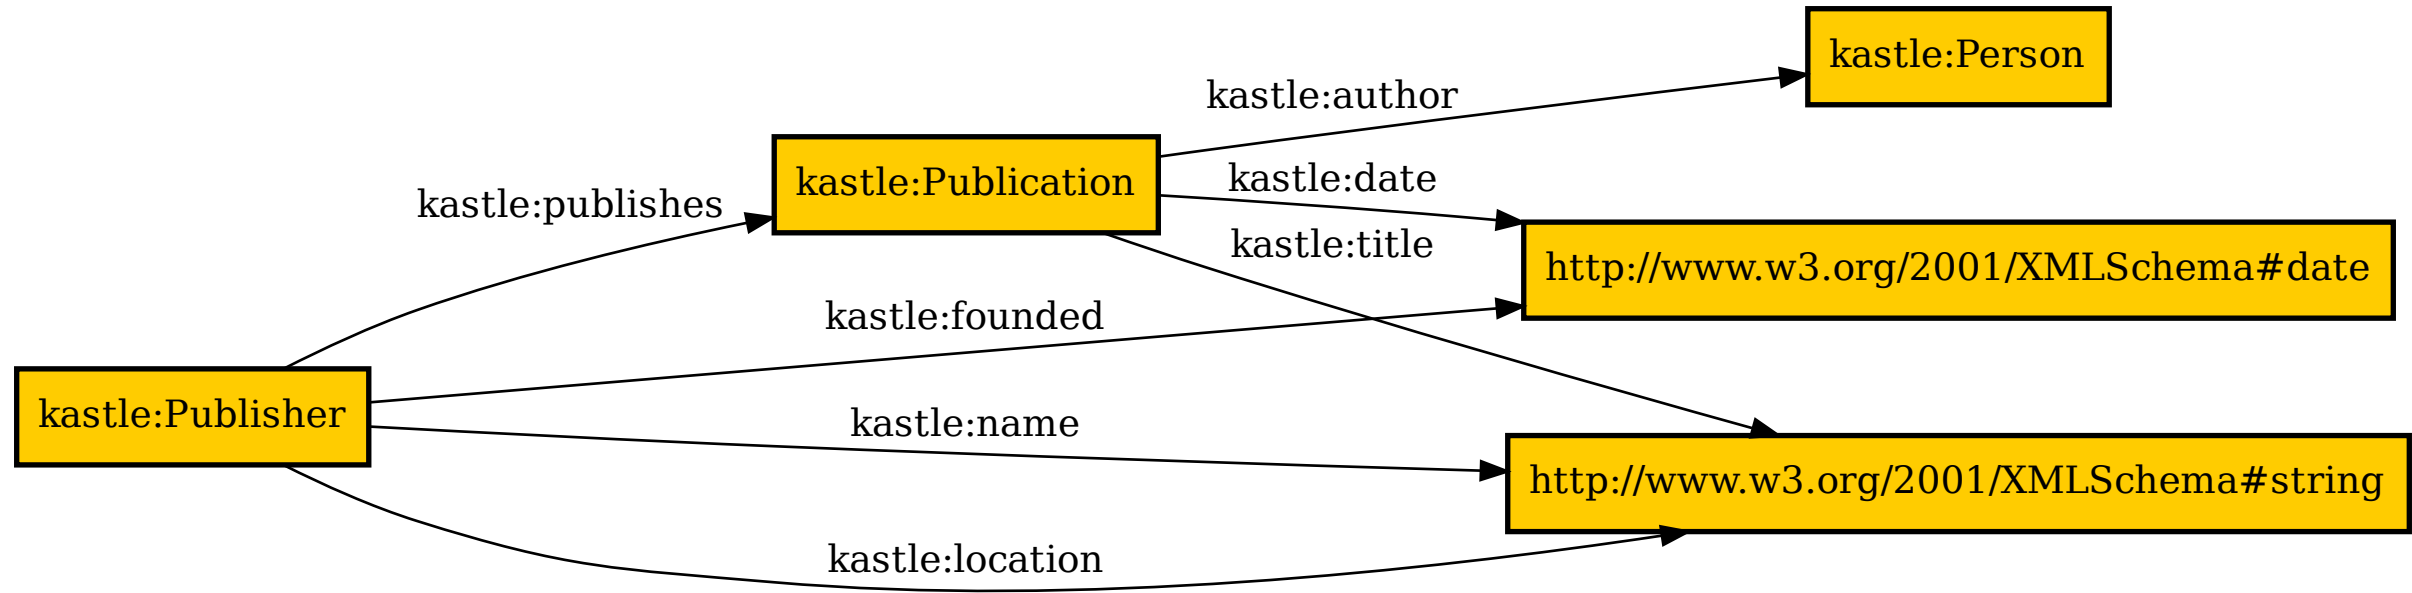 kastle:Person
kastle:author
kastle:Publication
kastle:date
kastle:publishes
kastle:title
http://www.w3.org/2001/XMLSchema#date
kastle:founded
kastle:Publisher
kastle:name
http://www.w3.org/2001/XMLSchema#string
kastle:location